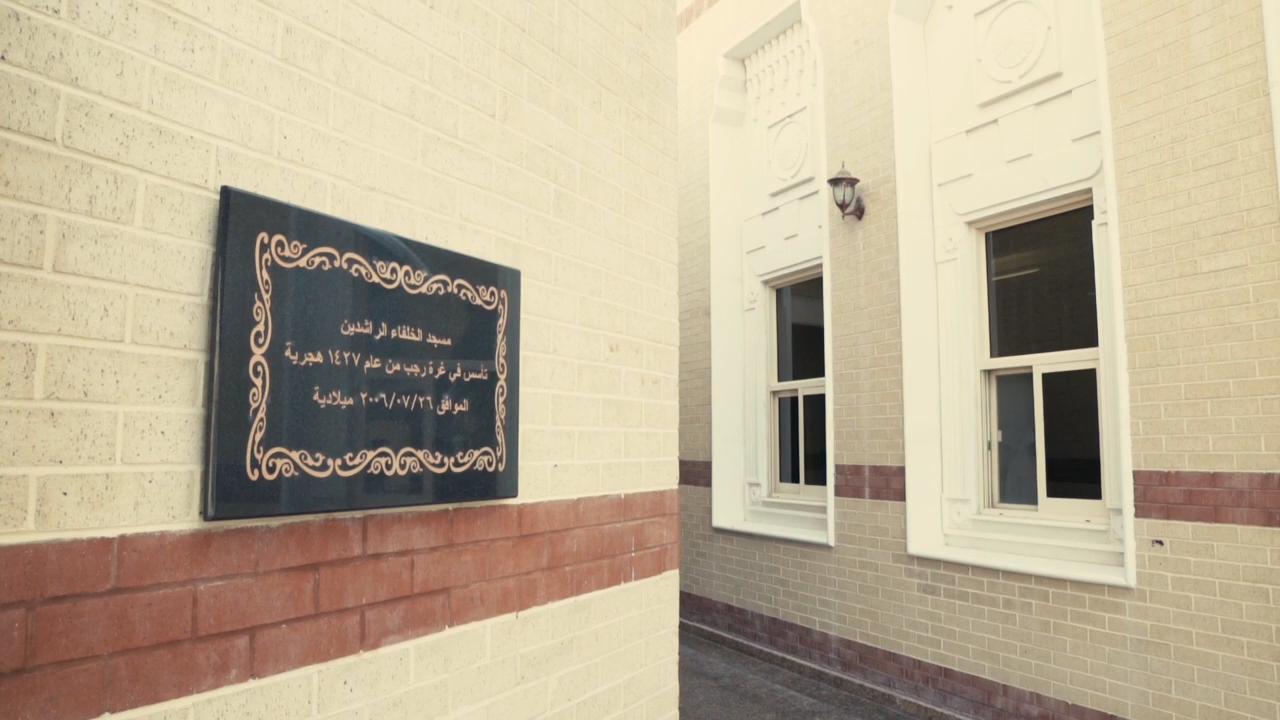 مسجد الخلفاء الراشدين
تأسس في غرة رجب من عام ١٤٢٧ هجرية
الموافق ٢٠٠٦/٠٧/٢٦ ميلادية